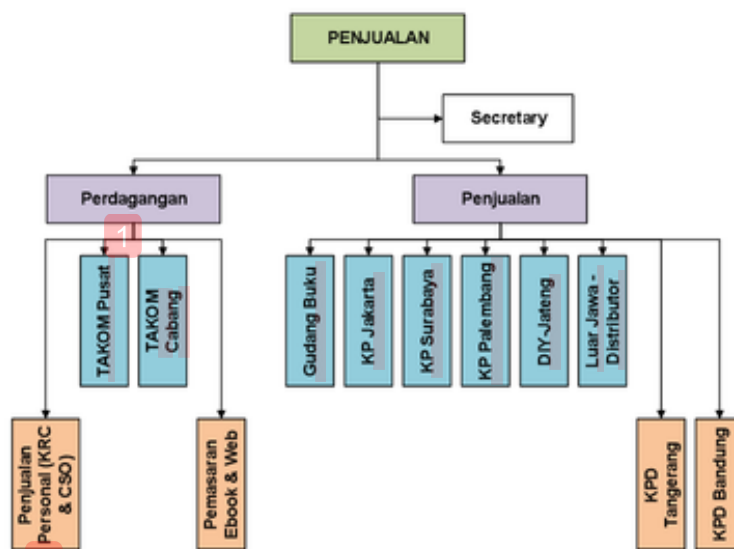 PENJUALAN
Secretary
Perdagangan
Penjualan
1
TAKOM Pusat
TAKOM
Cabang
Gudang Buku
KP Jakarta
KP Surabaya
KP Palembang
DIY-Jateng
Luar Jawa -
Distributor
Penjualan
Personal (KRC
& CSO)
Pemasaran
Ebook & Web
KPD
Tangerang
KPD Bandung